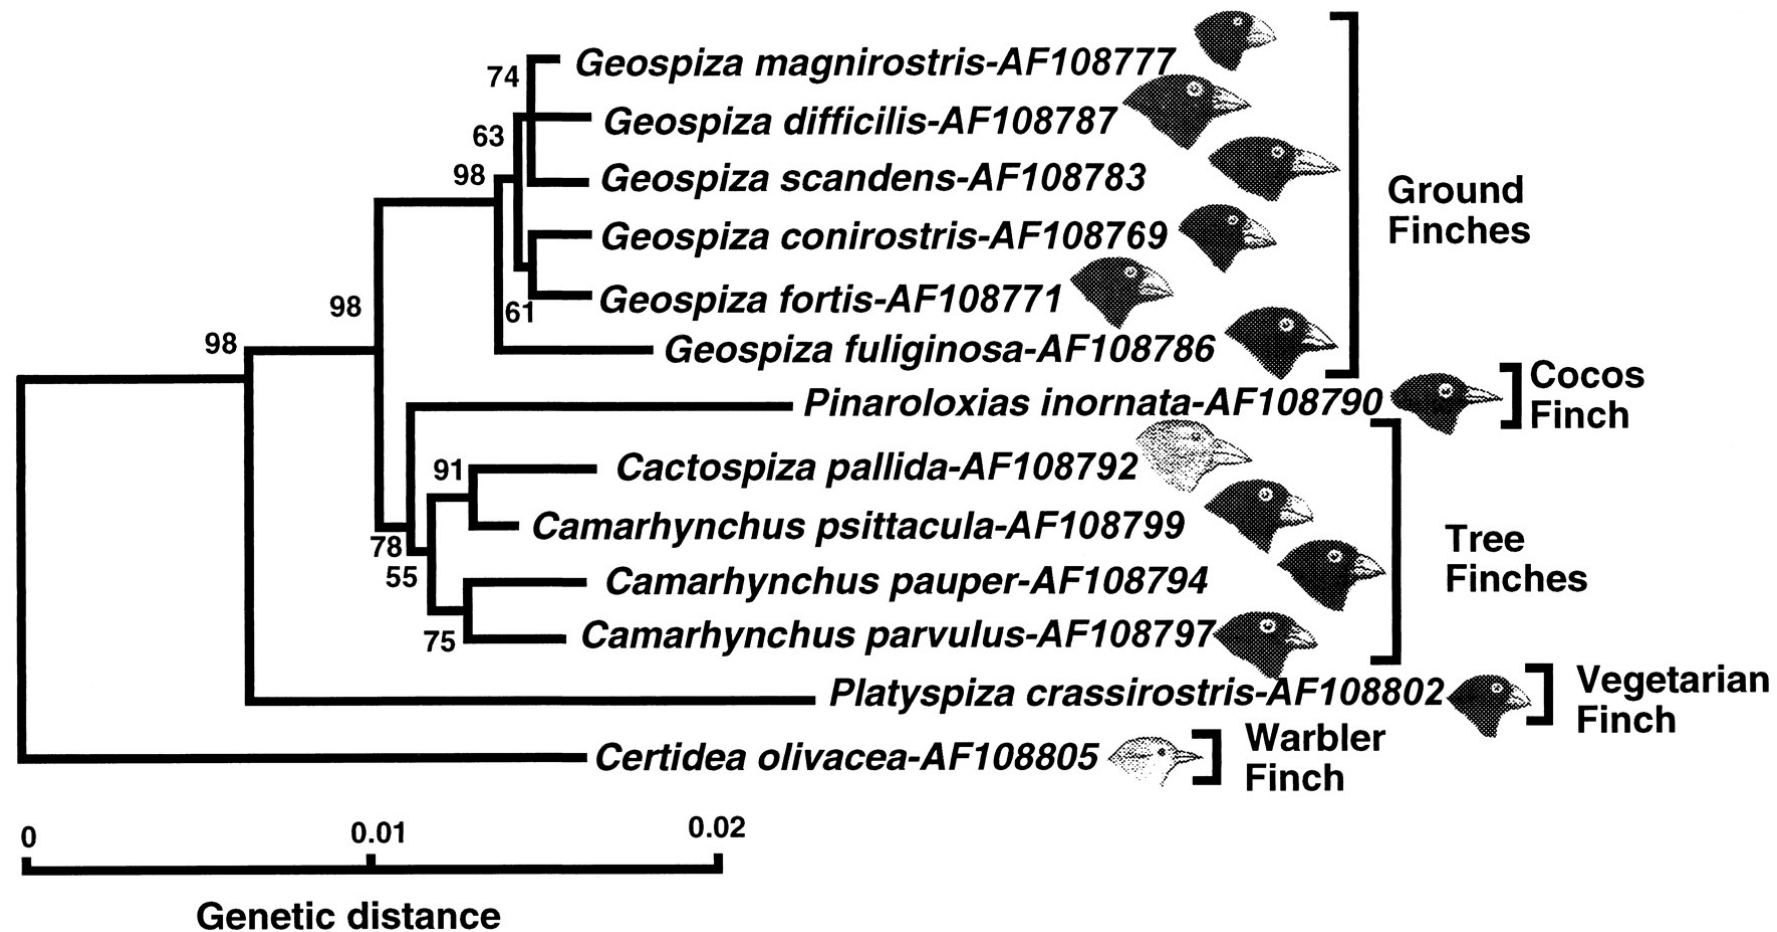 74
Geospiza magnirostris-AF108777
63
Geospiza difficilis-AF108787
98
Geospiza scandens-AF108783
Ground
Finches
Geospiza conirostris-AF108769
98
Geospiza fortis-AF108771
61
98
Geospiza fuliginosa-AF108786
Cocos
Finch
Pinaroloxias inornata-AF108790
91
Cactospiza pallida-AF108792
Camarhynchus psittacula-AF108799
78
55
Tree
Finches
Camarhynchus pauper-AF108794
75
Camarhynchus parvulus-AF108797
Platyspiza crassirostris-AF108802
Vegetarian
Finch
Certidea olivacea-AF108805
Warbler
Finch
0 0.01 0.02
Genetic distance